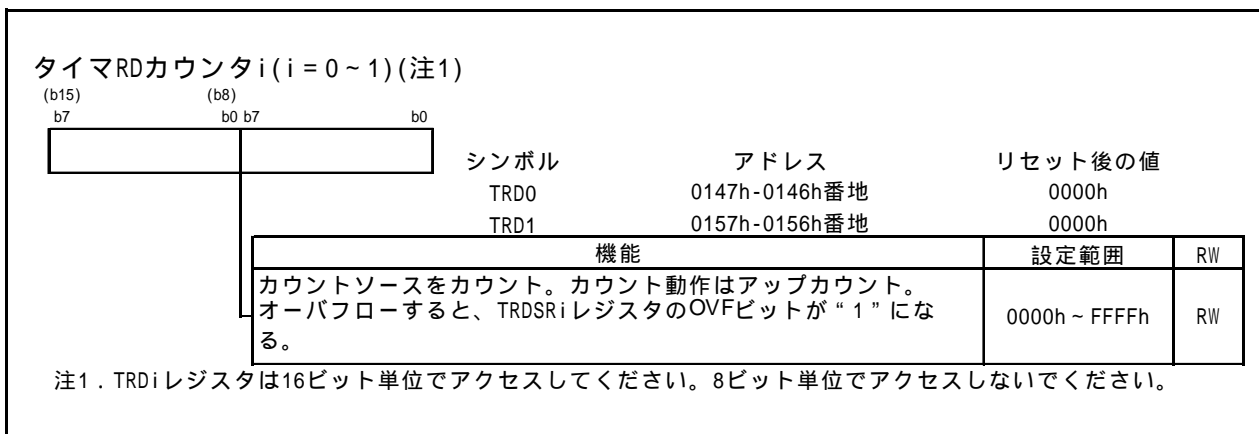 タイマRDカウンタi(i=0~1)(注1)
(b15) (b8)
b7 b0 b7 b0
シンボル アドレス リセット後の値
TRD0 0147h-0146h番地 0000h
TRD1 0157h-0156h番地 0000h
機能 設定範囲 RW
カウントソースをカウント。カウント動作はアップカウント。
オーバフローすると、TRDSRiレジスタのOVFビットが“1”にな
る。
0000h~FFFFh RW
注1.TRDiレジスタは16ビット単位でアクセスしてください。8ビット単位でアクセスしないでください。